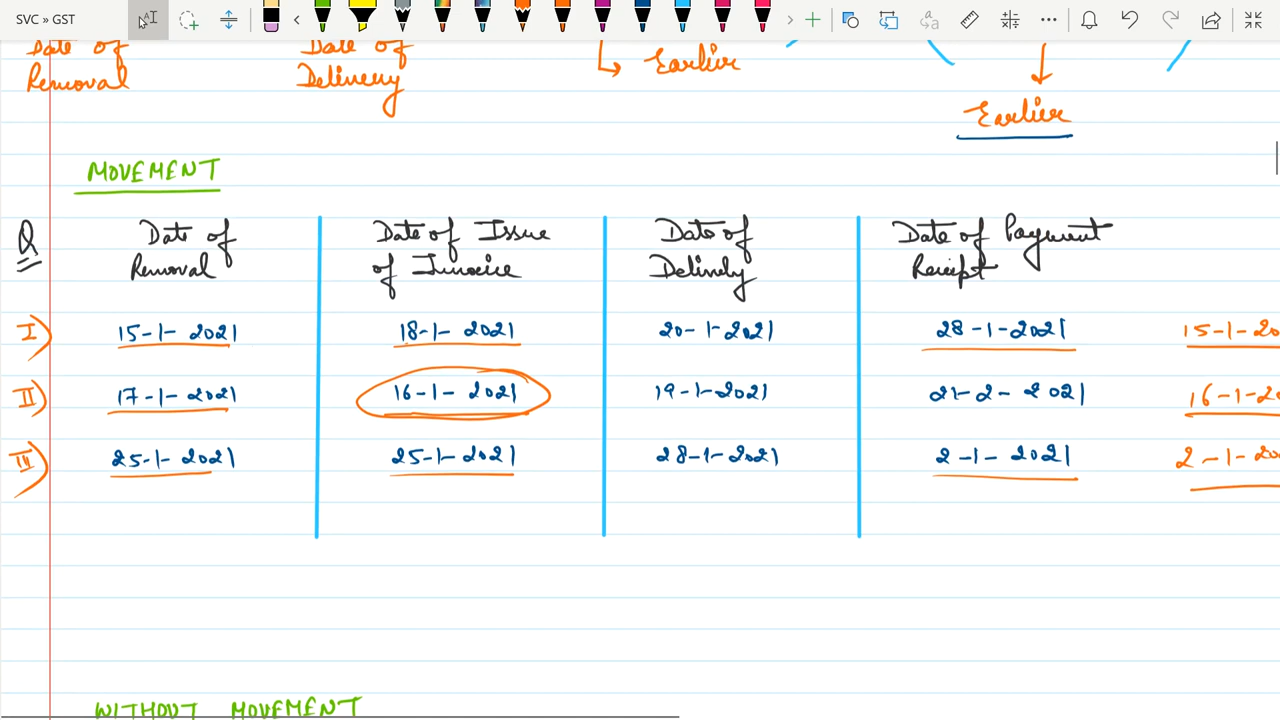 SVC » GST
Date of
Removal
Date of
Delivery
Earlier
Earlier
MOVEMENT
Q
Date of
Removal
Date of Issue
of Invoice
Date of
Delively
Date of Payment
Receipt
I) 15-1-2021 18-1-2021 20-1-2021 28-1-2021 15-1-20
II) 17-1-2021 16-1-2021 19-1-2021 21-2-2021 16-1-20
III) 25-1-2021 25-1-2021 28-1-2021 2-1-2021 2-1-20
WITHOUT MOVEMENT